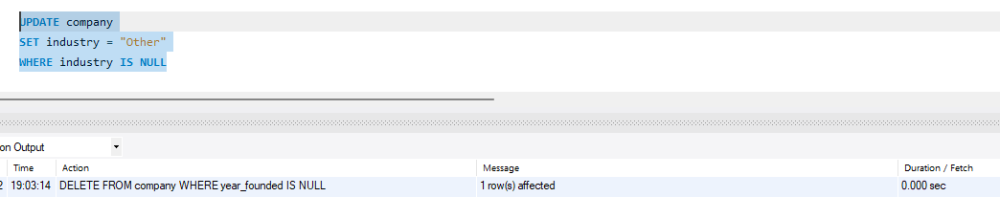 UPDATE company
SET industry = "Other"
WHERE industry IS NULL
on Output
Time Action Message Duration / Fetch
2 19:03:14 DELETE FROM company WHERE year_founded IS NULL 1 row(s) affected 0.000 sec